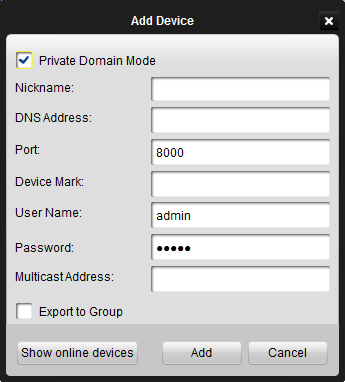 Add Device
Private Domain Mode
Nickname:
DNS Address:
Port: 8000
Device Mark:
User Name: admin
Password: •••••
Multicast Address:
Export to Group
Show online devices Add Cancel